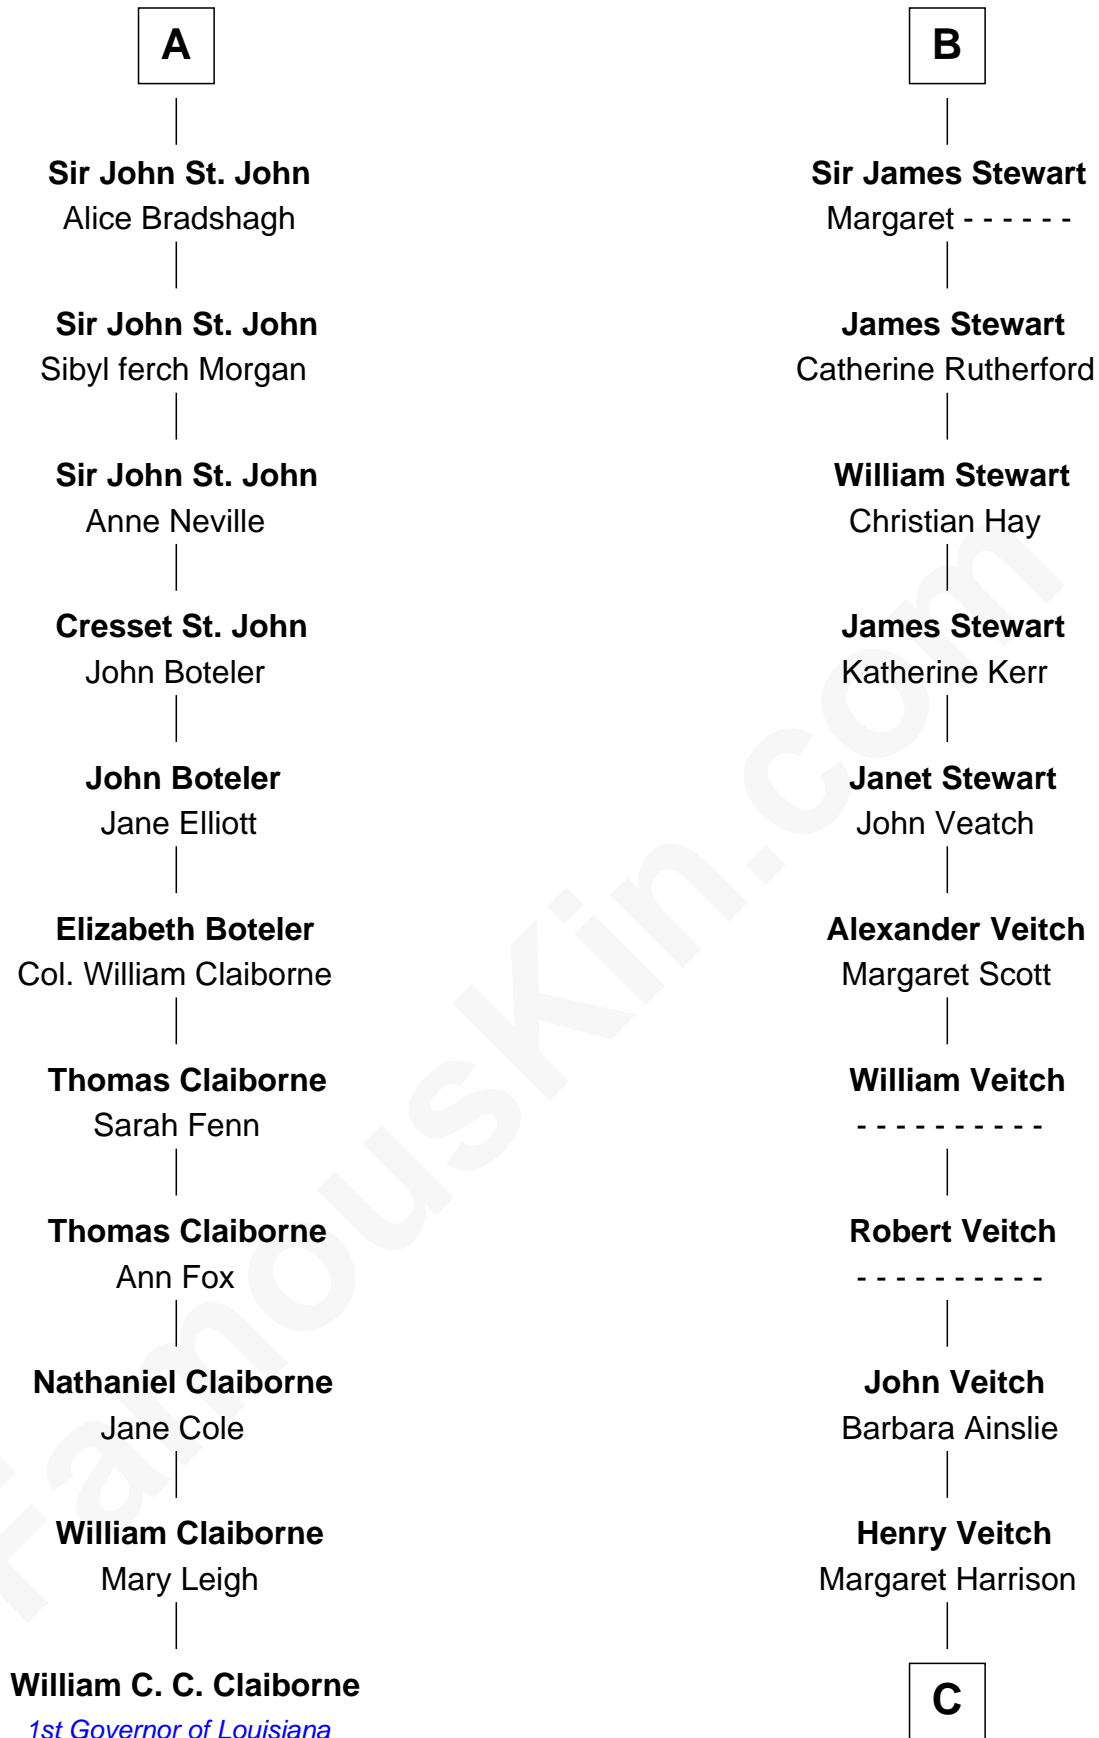 A
Sir John St. John
Alice Bradshagh
Sir John St. John
Sibyl ferch Morgan
Sir John St. John
Anne Neville
Cresset St. John
John Boteler
John Boteler
Jane Elliott
Elizabeth Boteler
Col. William Claiborne
Thomas Claiborne
Sarah Fenn
Thomas Claiborne
Ann Fox
Nathaniel Claiborne
Jane Cole
William Claiborne
Mary Leigh
William C. C. Claiborne
1st Governor of Louisiana
B
Sir James Stewart
Margaret - - - - - -
James Stewart
Catherine Rutherford
William Stewart
Christian Hay
James Stewart
Katherine Kerr
Janet Stewart
John Veatch
Alexander Veitch
Margaret Scott
William Veitch
- - - - - - - - - -
Robert Veitch
- - - - - - - - - -
John Veitch
Barbara Ainslie
Henry Veitch
Margaret Harrison
C
FamousKin.com